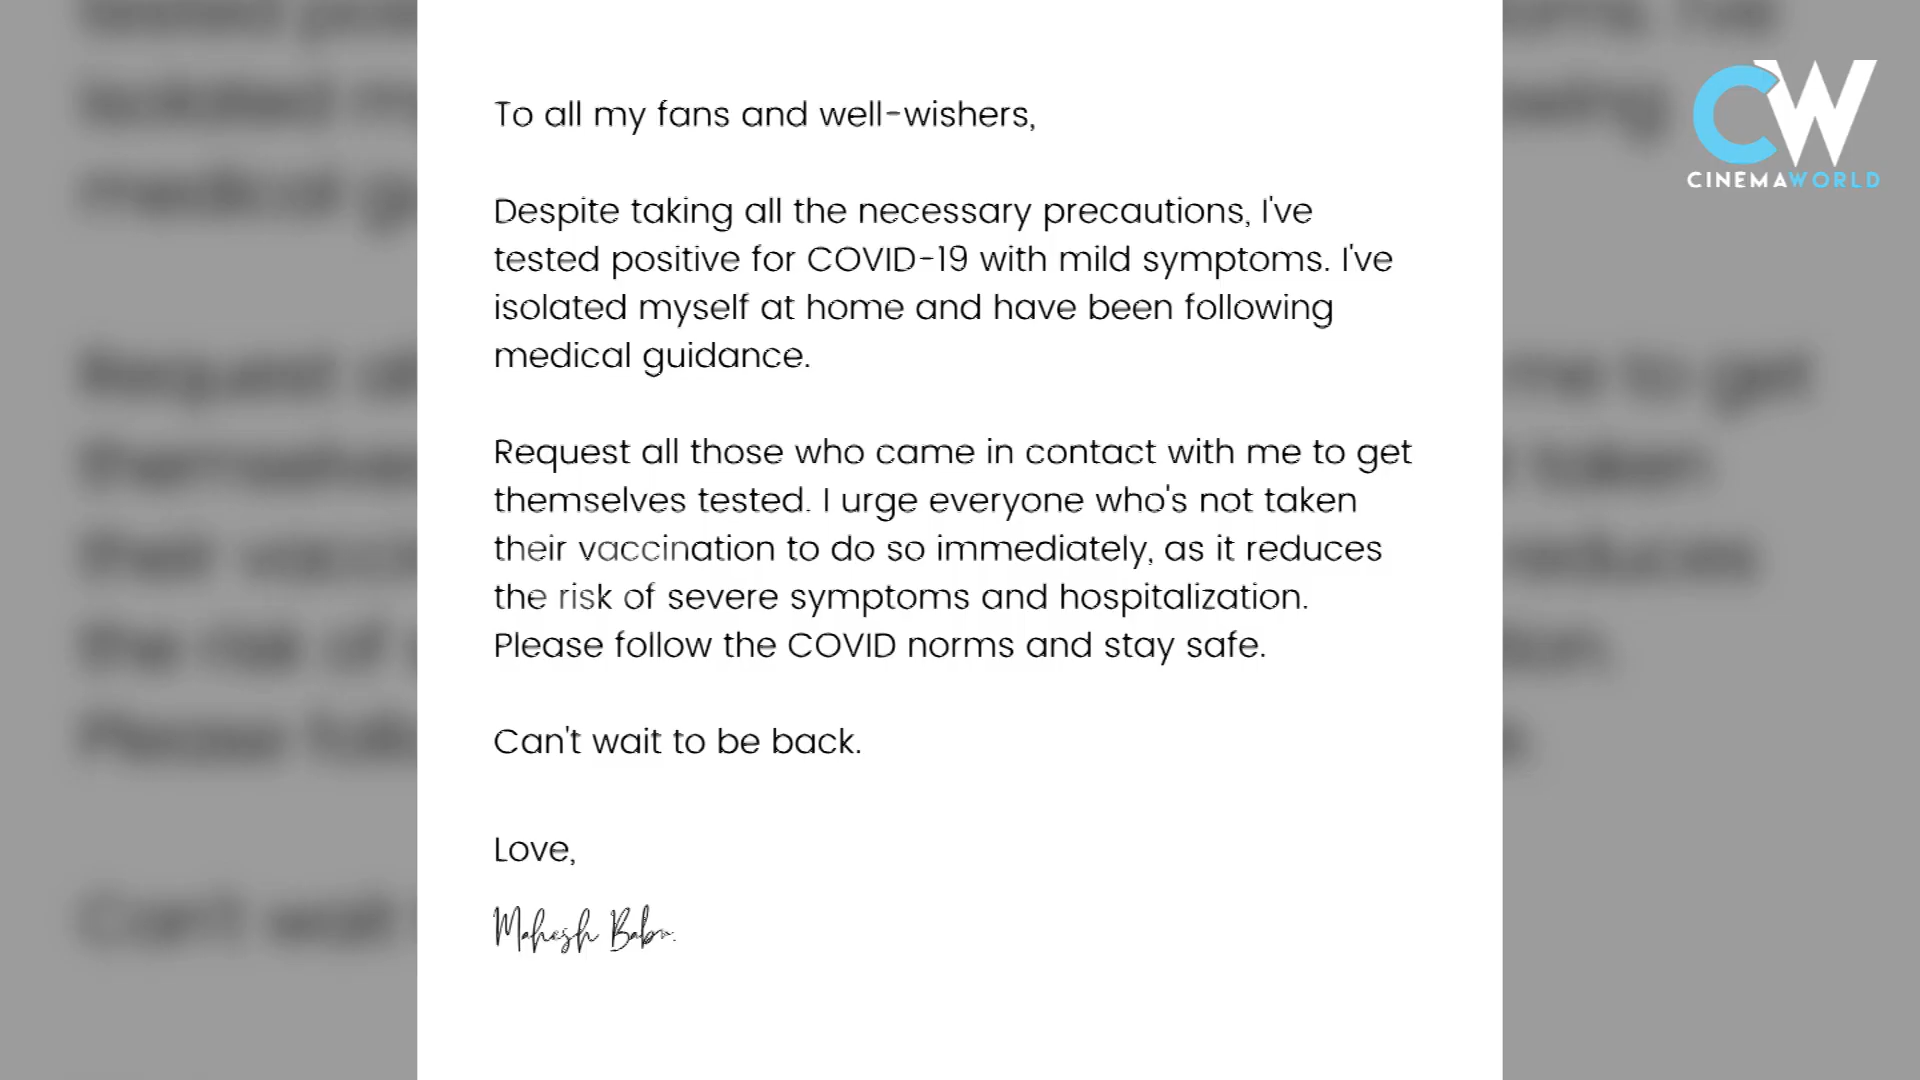 To all my fans and well-wishers,
Despite taking all the necessary precautions, I've
tested positive for COVID-19 with mild symptoms. I've
isolated myself at home and have been following
medical guidance.
Request all those who came in contact with me to get
themselves tested. I urge everyone who's not taken
their vaccination to do so immediately, as it reduces
the risk of severe symptoms and hospitalization.
Please follow the COVID norms and stay safe.
Can't wait to be back.
Love,
Mahesh Babu.
CW
CINEMAWORLD